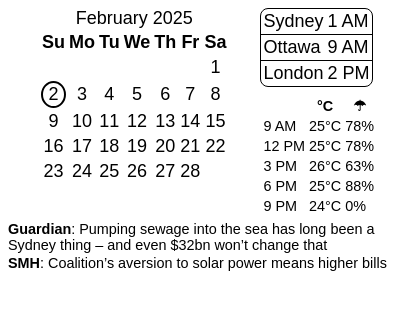 February 2025
Su Mo Tu We Th Fr Sa
1
2 3 4 5 6 7 8
9 10 11 12 13 14 15
16 17 18 19 20 21 22
23 24 25 26 27 28
Sydney 1 AM
Ottawa 9 AM
London 2 PM
°C ☂
9 AM 25°C 78%
12 PM 25°C 78%
3 PM 26°C 63%
6 PM 25°C 88%
9 PM 24°C 0%
Guardian: Pumping sewage into the sea has long been a
Sydney thing – and even $32bn won’t change that
SMH: Coalition’s aversion to solar power means higher bills